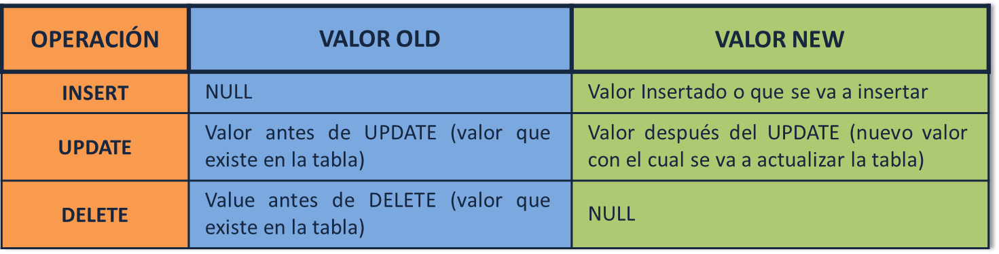 OPERACIÓN
VALOR OLD
VALOR NEW
INSERT
NULL
Valor Insertado o que se va a insertar
UPDATE
Valor antes de UPDATE (valor que
existe en la tabla)
Valor después del UPDATE (nuevo valor
con el cual se va a actualizar la tabla)
DELETE
Value antes de DELETE (valor que
existe en la tabla)
NULL